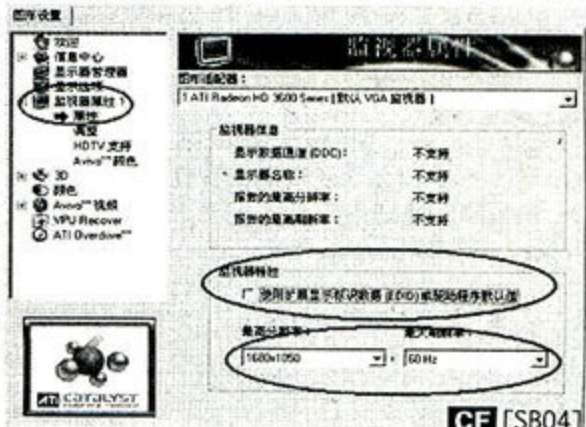 图形设置
欢迎
信息中心
显示器管理器
显示选项
监视器属性 1
属性
调整
HDTV 支持
Avivo™ 颜色
3D
颜色
Avivo™ 视频
VPU Recover
ATI Overdrive™
ATI CATALYST
监视器属性
图形适配器：
1 ATI Radeon HD 3600 Series [ 默认 VGA 监视器 ]
监视器信息
显示数据通道 (DDC)： 不支持
显示器名称： 不支持
报告的最高分辨率： 不支持
报告的最高刷新率： 不支持
监视器特性
使用扩展显示标识数据 (EDID) 或驱动程序默认值
最高分辨率： 最大刷新率：
1680x1050 60 Hz
CF [SB04]